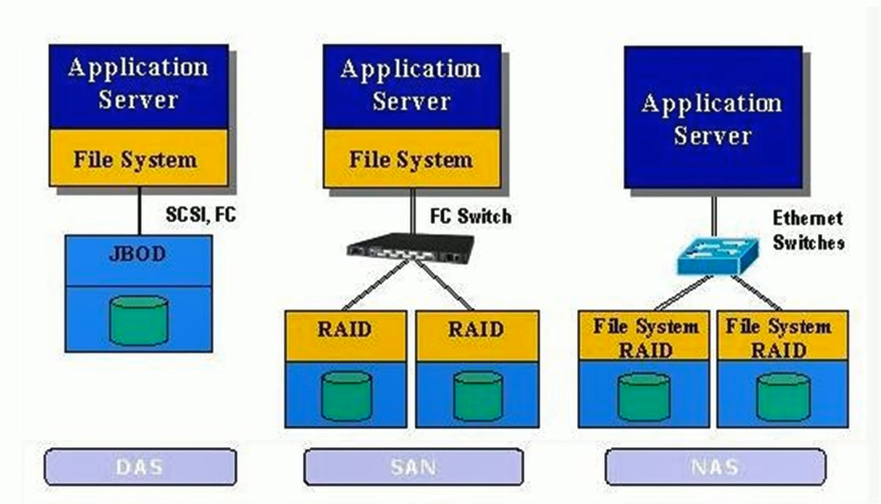 Application
Server
File System
SCSI, FC
JBOD
DAS
Application
Server
File System
FC Switch
RAID
RAID
SAN
Application
Server
Ethernet
Switches
File System
RAID
File System
RAID
NAS